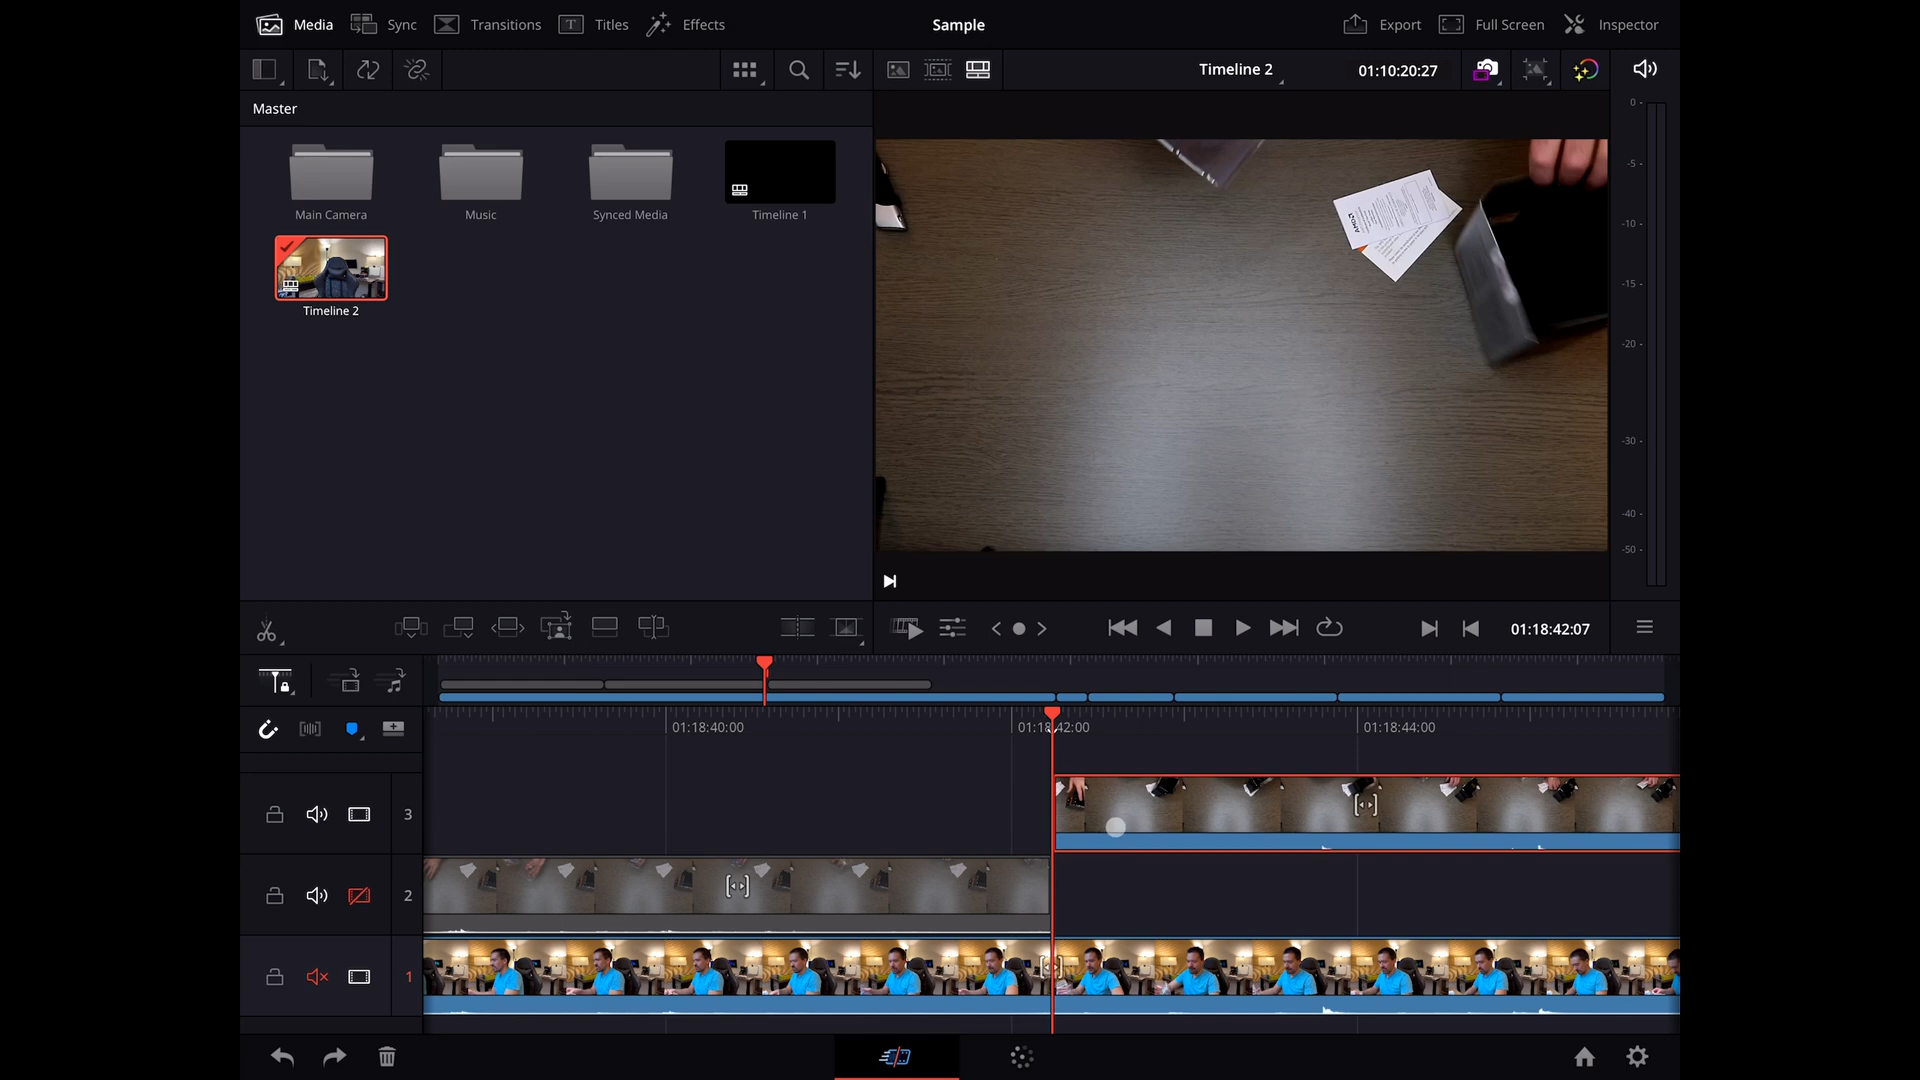 Media Sync Transitions Titles Effects Sample Export Full Screen Inspector
Timeline 2 01:10:20:27
Master
Main Camera Music Synced Media Timeline 1
Timeline 2
AMD
0
-5
-10
-15
-20
-30
-40
-50
01:18:42:07
01:18:40:00 01:18:42:00 01:18:44:00
3
2
1